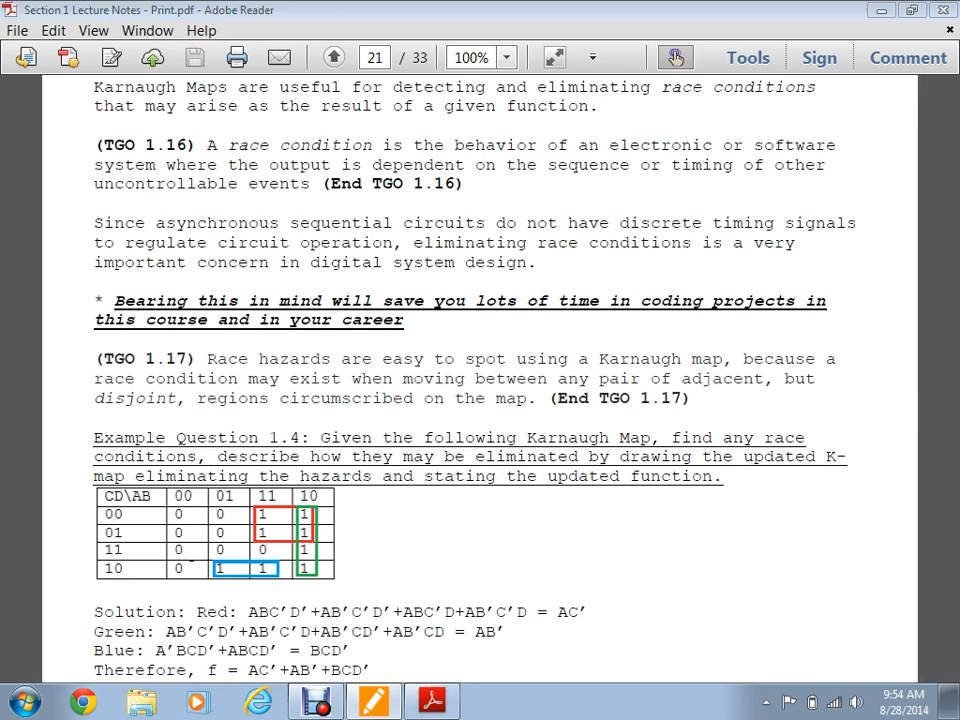 Section 1 Lecture Notes - Print.pdf - Adobe Reader
File Edit View Window Help
21 / 33 100% Tools Sign Comment
Karnaugh Maps are useful for detecting and eliminating race conditions
that may arise as the result of a given function.
(TGO 1.16) A race condition is the behavior of an electronic or software
system where the output is dependent on the sequence or timing of other
uncontrollable events (End TGO 1.16)
Since asynchronous sequential circuits do not have discrete timing signals
to regulate circuit operation, eliminating race conditions is a very
important concern in digital system design.
* Bearing this in mind will save you lots of time in coding projects in
this course and in your career
(TGO 1.17) Race hazards are easy to spot using a Karnaugh map, because a
race condition may exist when moving between any pair of adjacent, but
disjoint, regions circumscribed on the map. (End TGO 1.17)
Example Question 1.4: Given the following Karnaugh Map, find any race
conditions, describe how they may be eliminated by drawing the updated K-
map eliminating the hazards and stating the updated function.
CD\AB 00 01 11 10
00 0 0 1 1
01 0 0 1 1
11 0 0 0 1
10 0 1 1 1
Solution: Red: ABC'D'+AB'C'D'+ABC'D+AB'C'D = AC'
Green: AB'C'D'+AB'C'D+AB'CD'+AB'CD = AB'
Blue: A'BCD'+ABCD' = BCD'
Therefore, f = AC'+AB'+BCD'
9:54 AM
8/28/2014